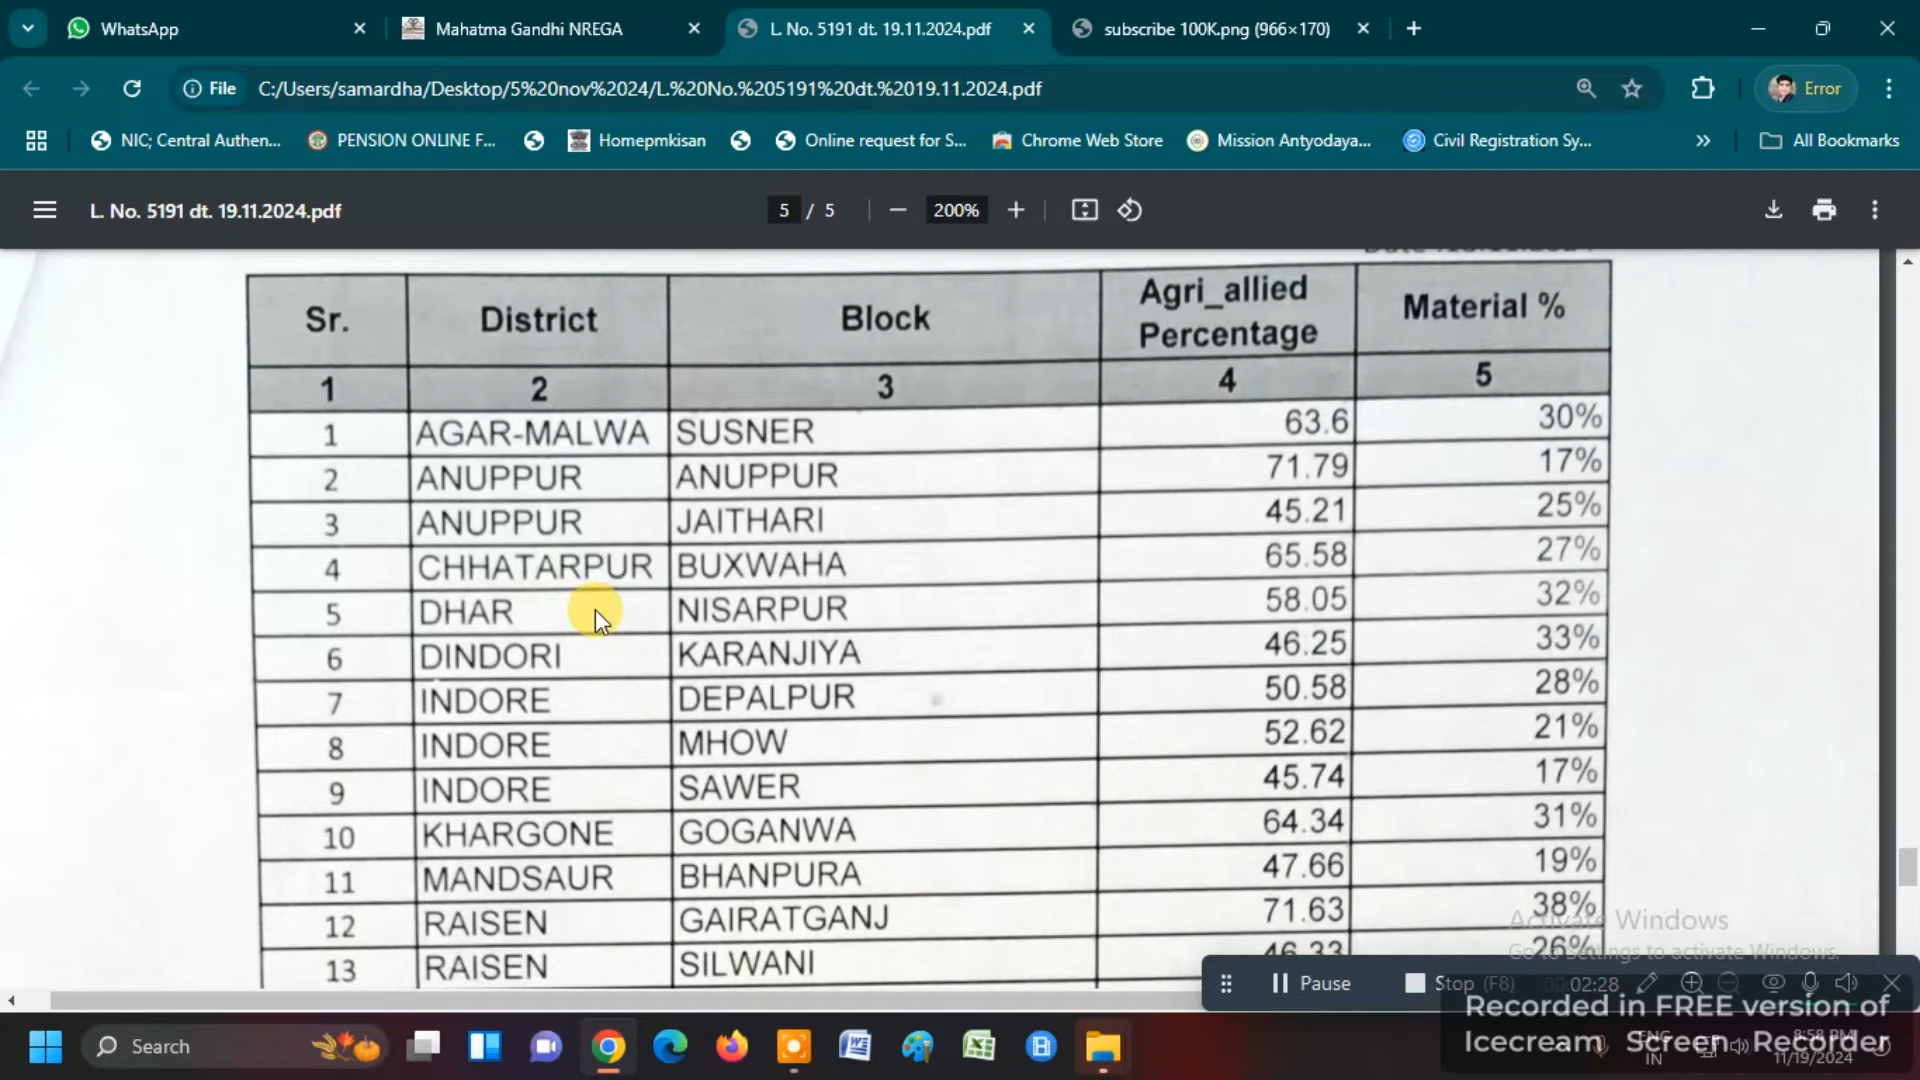 WhatsApp
Mahatma Gandhi NREGA
L. No. 5191 dt. 19.11.2024.pdf
subscribe 100K.png (966×170)
File
C:/Users/samardha/Desktop/5%20nov%2024/L.%20No.%205191%20dt.%2019.11.2024.pdf
Error
NIC; Central Authen...
PENSION ONLINE F...
Homepmkisan
Online request for S...
Chrome Web Store
Mission Antyodaya...
Civil Registration Sy...
All Bookmarks
L. No. 5191 dt. 19.11.2024.pdf
5 / 5
200%
Sr. District Block Agri_allied Percentage Material %
1 2 3 4 5
1 AGAR-MALWA SUSNER 63.6 30%
2 ANUPPUR ANUPPUR 71.79 17%
3 ANUPPUR JAITHARI 45.21 25%
4 CHHATARPUR BUXWAHA 65.58 27%
5 DHAR NISARPUR 58.05 32%
6 DINDORI KARANJIYA 46.25 33%
7 INDORE DEPALPUR 50.58 28%
8 INDORE MHOW 52.62 21%
9 INDORE SAWER 45.74 17%
10 KHARGONE GOGANWA 64.34 31%
11 MANDSAUR BHANPURA 47.66 19%
12 RAISEN GAIRATGANJ 71.63 38%
13 RAISEN SILWANI 46.33 26%
Activate Windows
Go to Settings to activate Windows.
Pause
Stop (F8)
00:02:28
Recorded in FREE version of
Icecream Screen Recorder
Search
ENG
IN
8:58 PM
11/19/2024